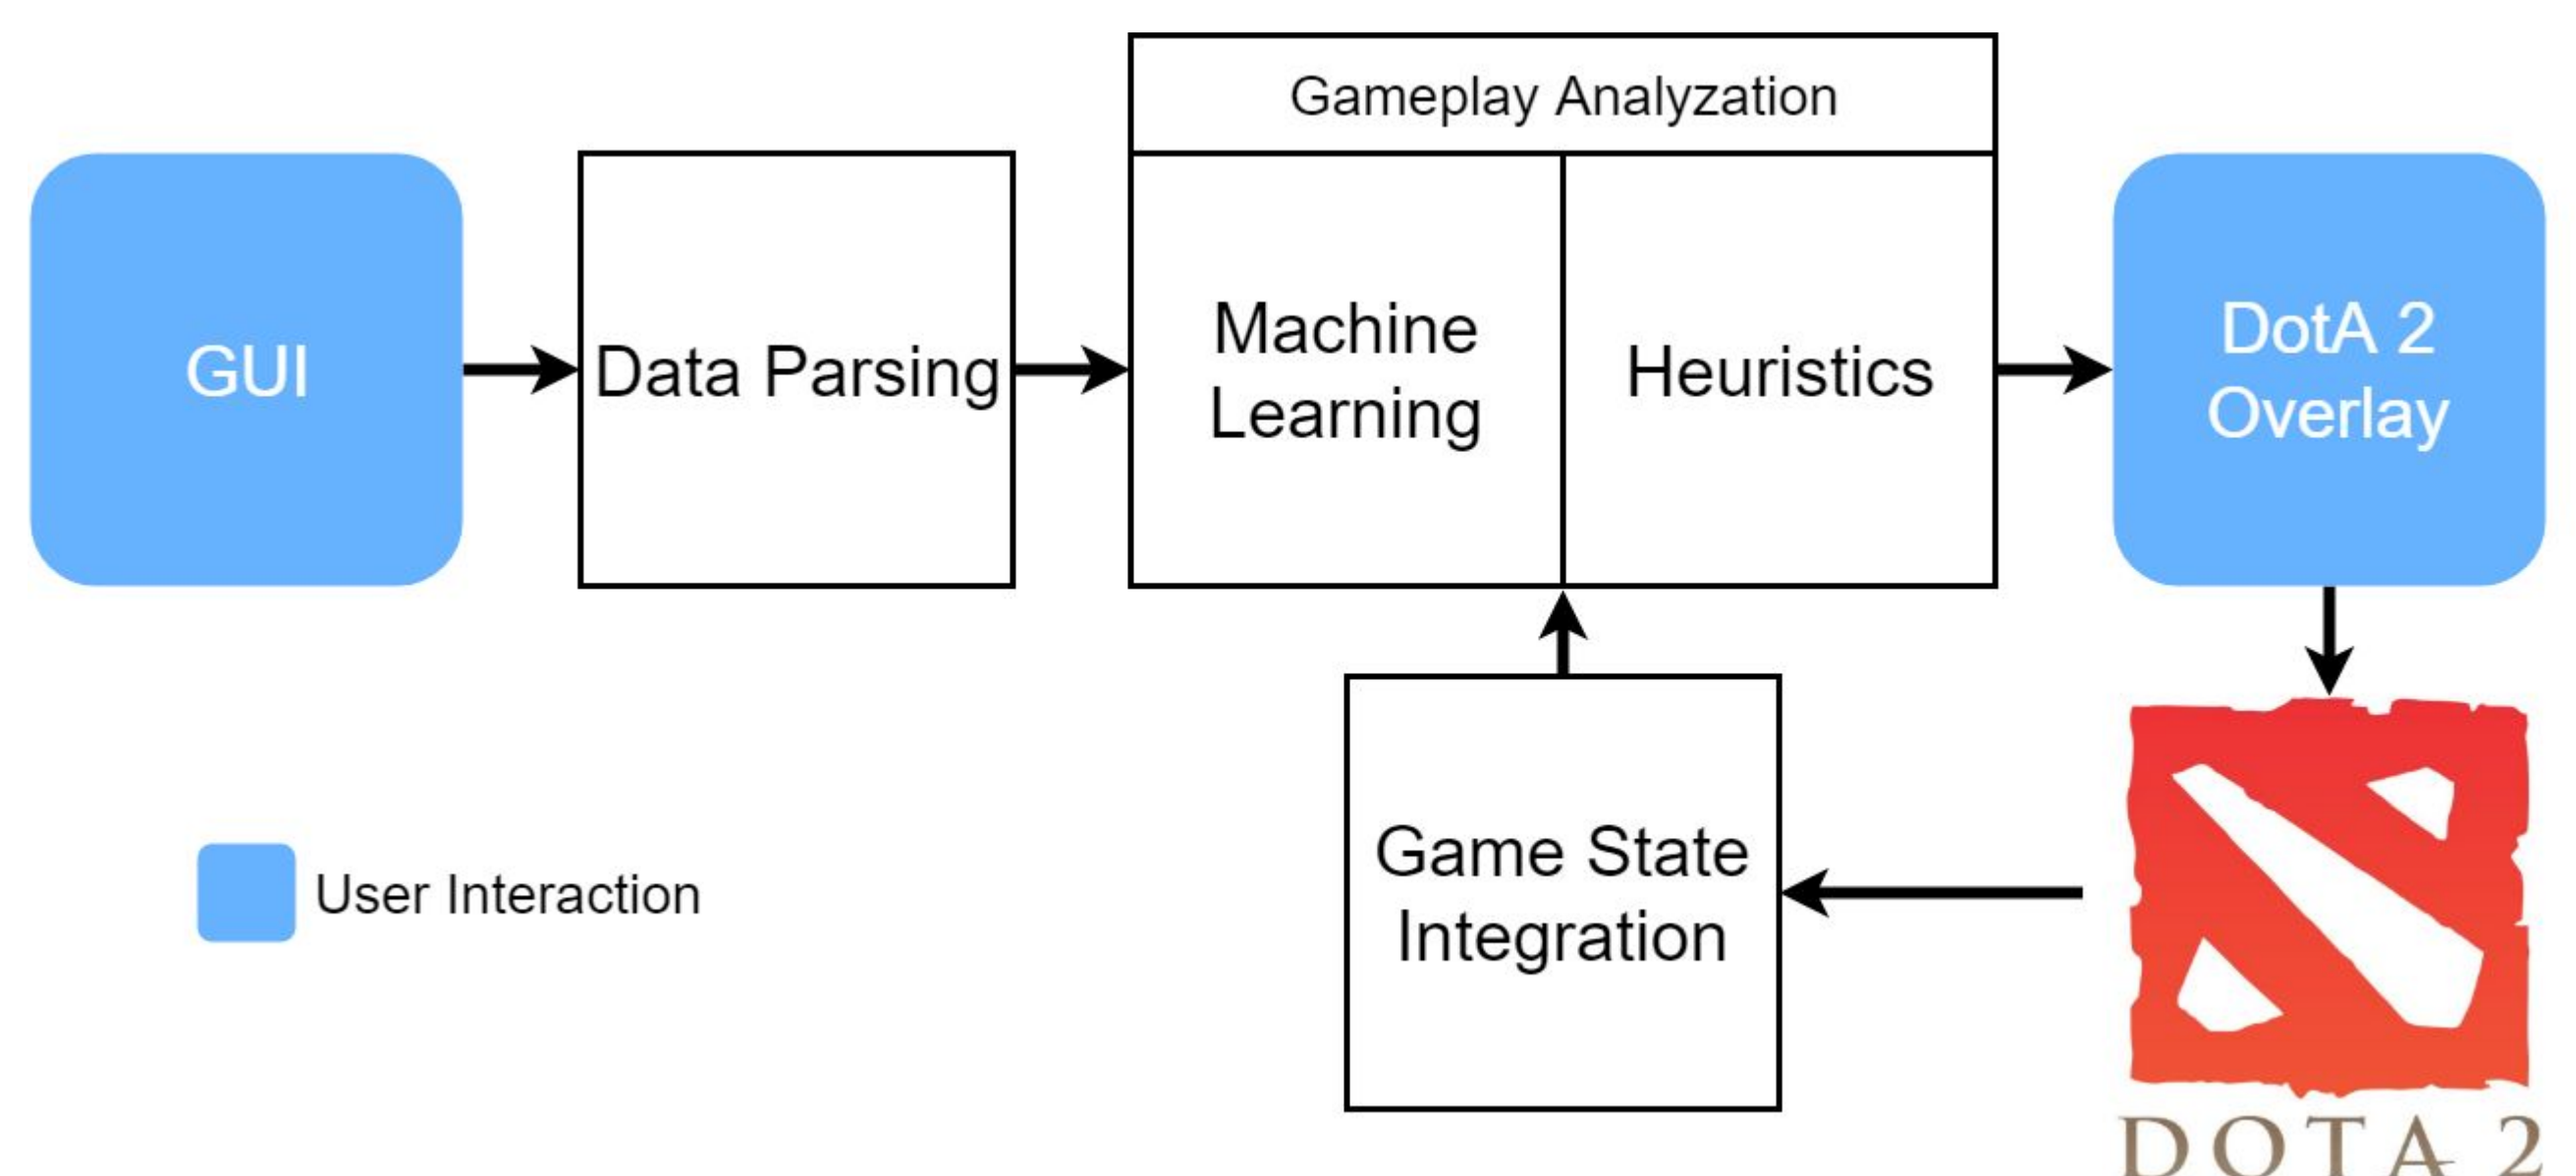 Gameplay Analyzation
GUI
Data Parsing
Machine
Learning
Heuristics
DotA 2
Overlay
Game State
Integration
User Interaction
DOTA 2